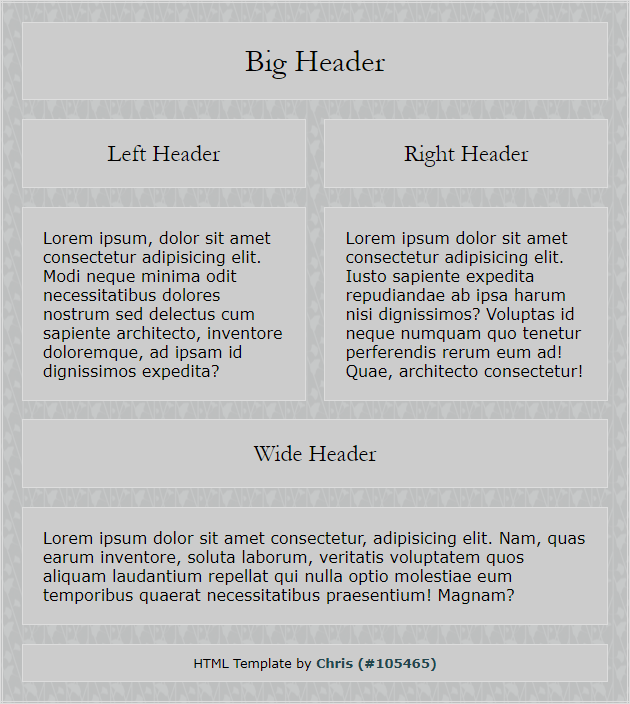 Big Header
Left Header
Right Header
Lorem ipsum, dolor sit amet
consectetur adipisicing elit.
Modi neque minima odit
necessitatibus dolores
nostrum sed delectus cum
sapiente architecto, inventore
doloremque, ad ipsam id
dignissimos expedita?
Lorem ipsum dolor sit amet
consectetur adipisicing elit.
Iusto sapiente expedita
repudiandae ab ipsa harum
nisi dignissimos? Voluptas id
neque numquam quo tenetur
perferendis rerum eum ad!
Quae, architecto consectetur!
Wide Header
Lorem ipsum dolor sit amet consectetur, adipisicing elit. Nam, quas
earum inventore, soluta laborum, veritatis voluptatem quos
aliquam laudantium repellat qui nulla optio molestiae eum
temporibus quaerat necessitatibus praesentium! Magnam?
HTML Template by Chris (#105465)